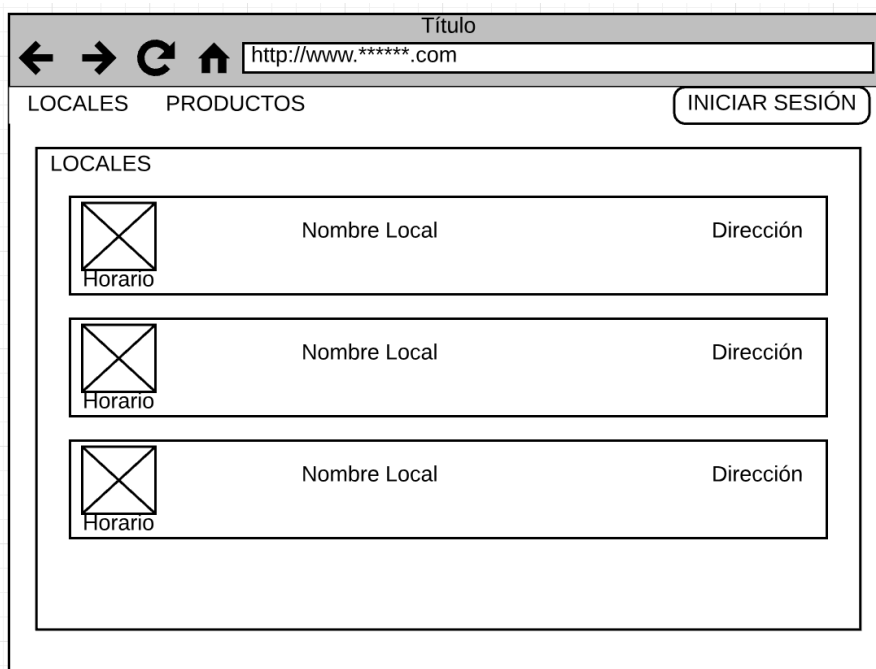 Título
http://www.******.com
LOCALES PRODUCTOS INICIAR SESIÓN
LOCALES
Nombre Local Dirección
Horario
Nombre Local Dirección
Horario
Nombre Local Dirección
Horario